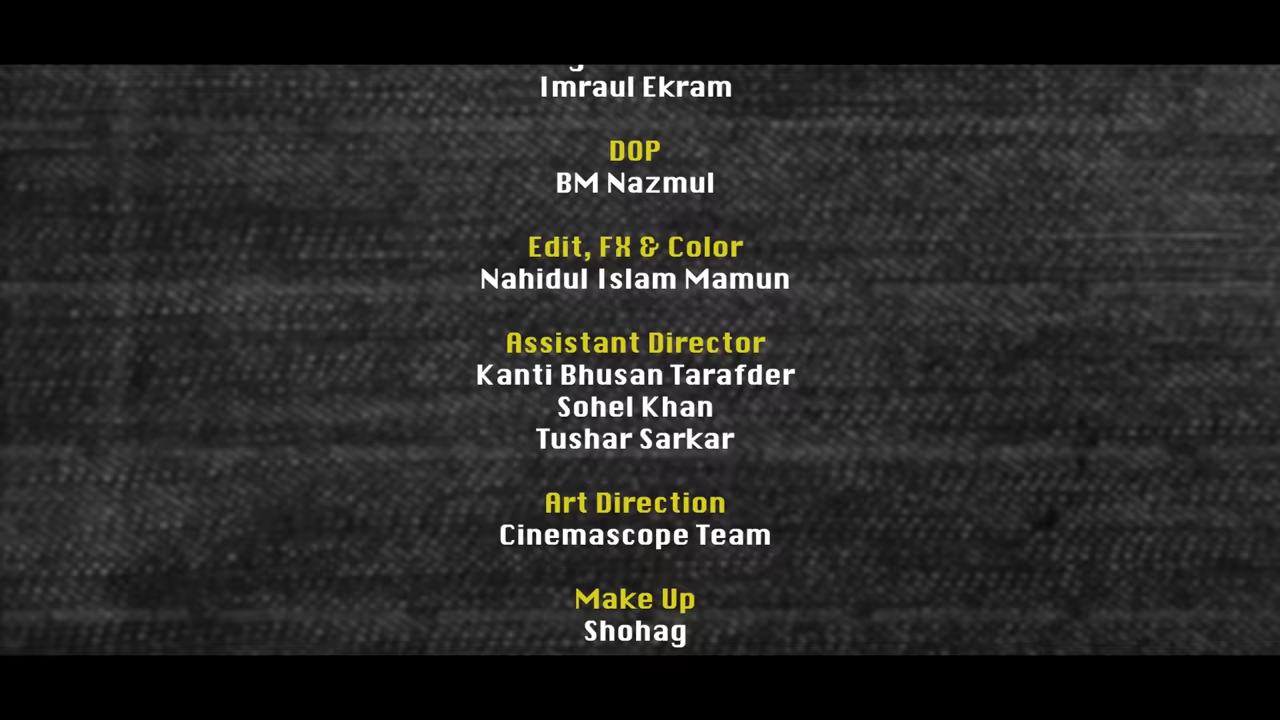 Imraul Ekram
DOP
BM Nazmul
Edit, FX & Color
Nahidul Islam Mamun
Assistant Director
Kanti Bhusan Tarafder
Sohel Khan
Tushar Sarkar
Art Direction
Cinemascope Team
Make Up
Shohag